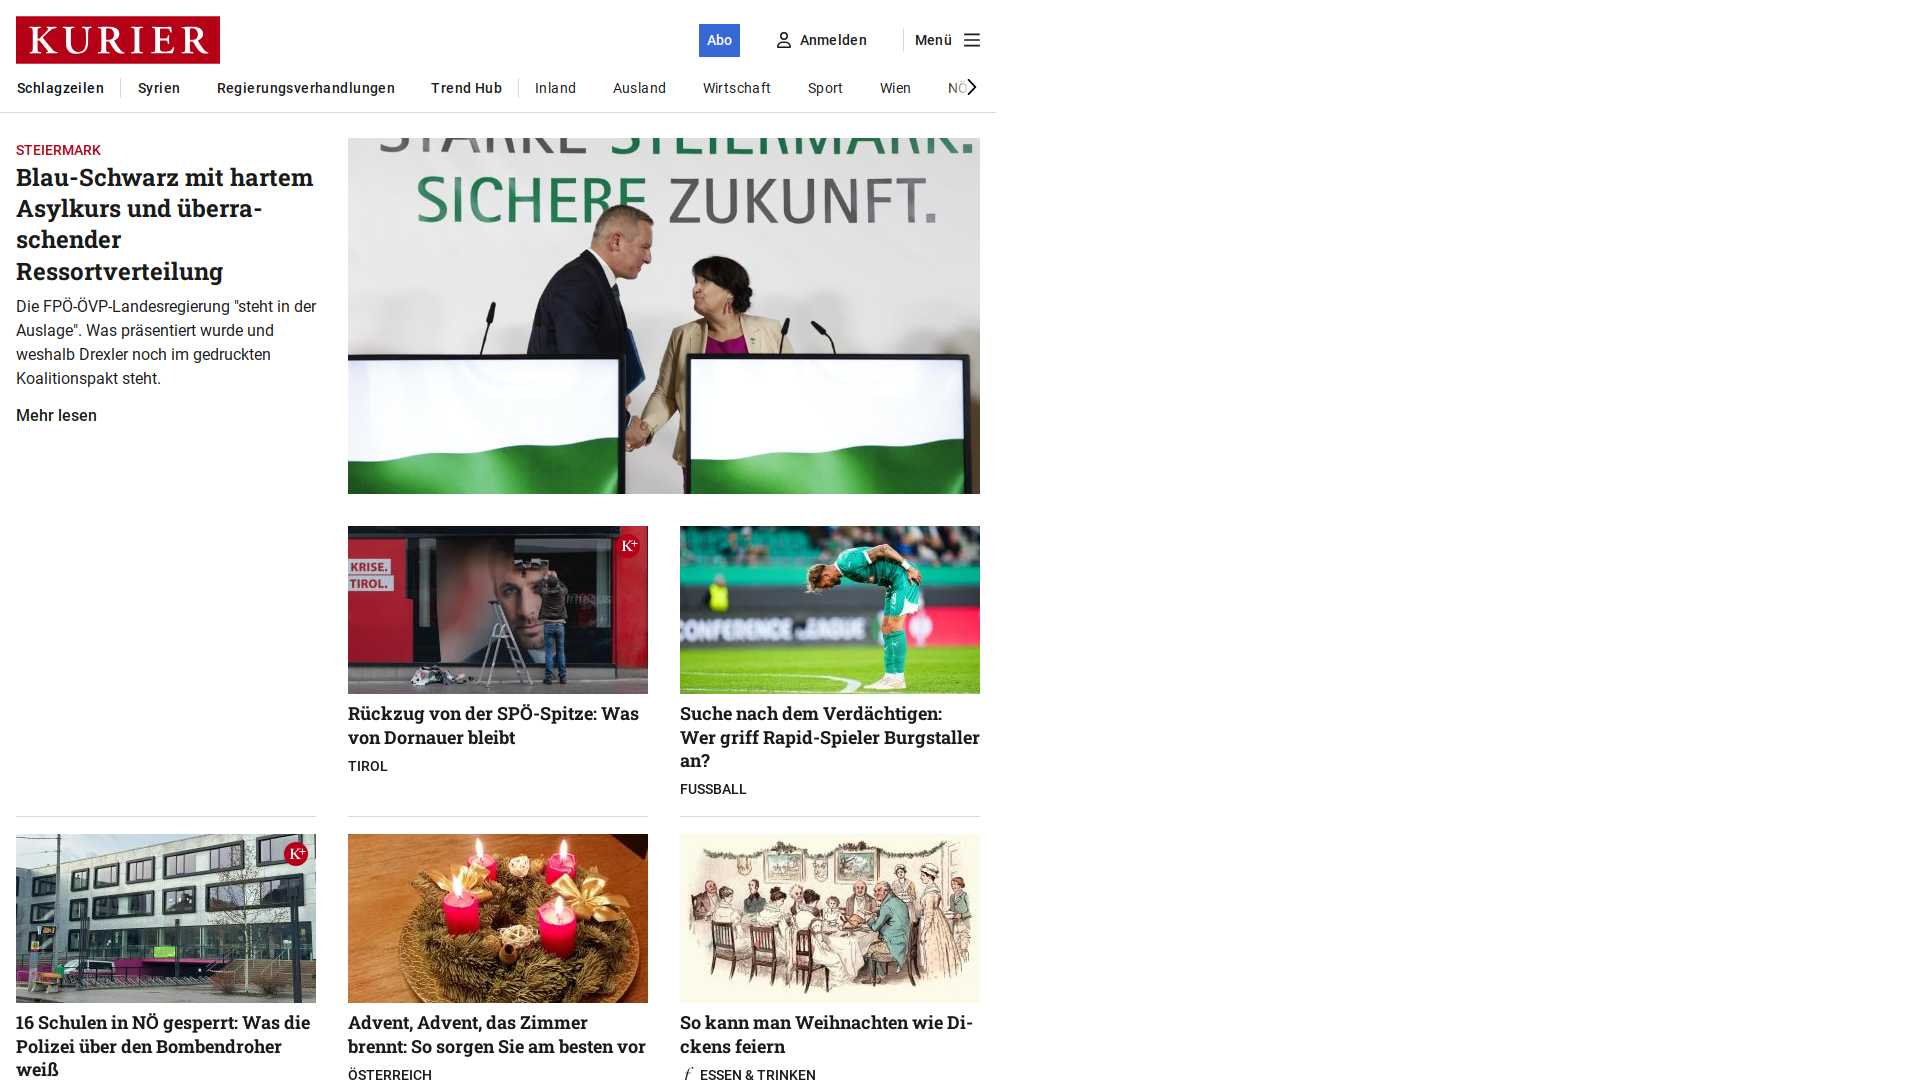 KURIER
Abo
Anmelden
Menü
Schlagzeilen
Syrien
Regierungsverhandlungen
Trend Hub
Inland
Ausland
Wirtschaft
Sport
Wien
NÖ
STEIERMARK
Blau-Schwarz mit hartem
Asylkurs und überra-
schender
Ressortverteilung
Die FPÖ-ÖVP-Landesregierung "steht in der
Auslage". Was präsentiert wurde und
weshalb Drexler noch im gedruckten
Koalitionspakt steht.
Mehr lesen
STARKE STEIERMARK.
SICHERE ZUKUNFT.
KRISE.
TIROL.
K+
Rückzug von der SPÖ-Spitze: Was
von Dornauer bleibt
TIROL
CONFERENCE LEAGUE
Suche nach dem Verdächtigen:
Wer griff Rapid-Spieler Burgstaller
an?
FUSSBALL
K+
16 Schulen in NÖ gesperrt: Was die
Polizei über den Bombendroher
weiß
Advent, Advent, das Zimmer
brennt: So sorgen Sie am besten vor
ÖSTERREICH
So kann man Weihnachten wie Di-
ckens feiern
f ESSEN & TRINKEN